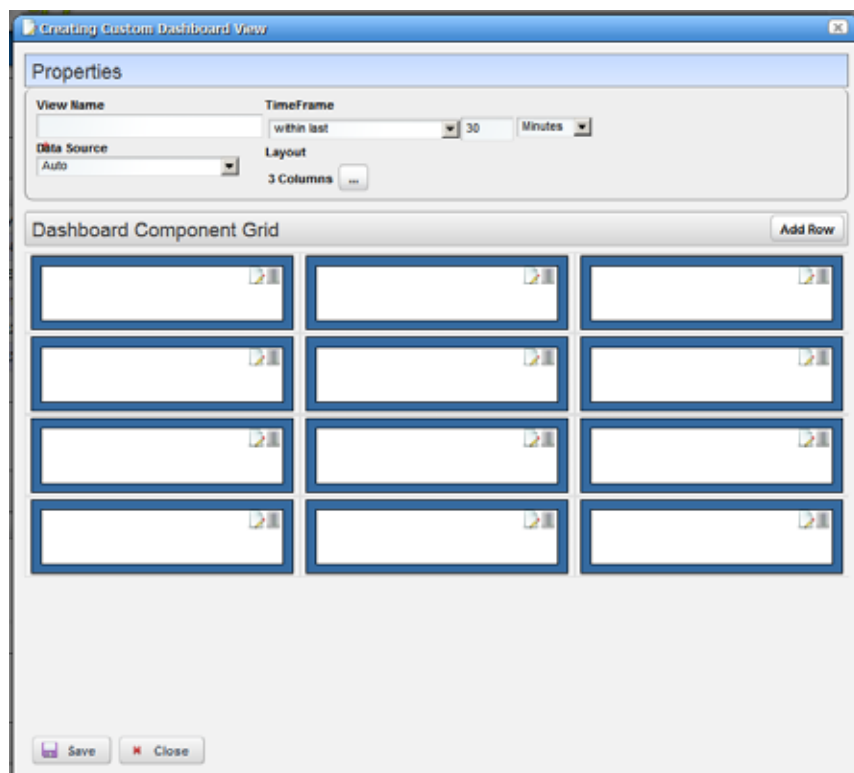 Creating Custom Dashboard View
Properties
View Name
TimeFrame
within last
30
Minutes
Data Source
Auto
Layout
3 Columns ...
Dashboard Component Grid
Add Row
Save
Close